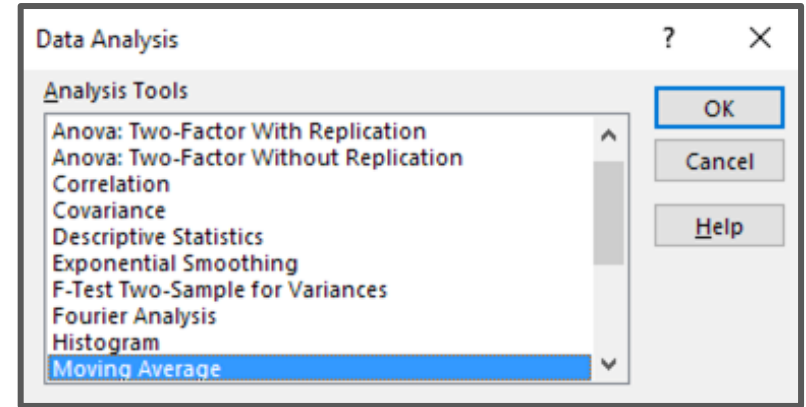 Data Analysis
?
Analysis Tools
Anova: Two-Factor With Replication
Anova: Two-Factor Without Replication
Correlation
Covariance
Descriptive Statistics
Exponential Smoothing
F-Test Two-Sample for Variances
Fourier Analysis
Histogram
Moving Average
OK
Cancel
Help